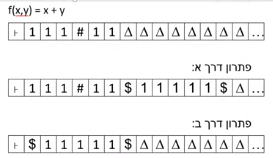 f(x,y) = x + y
⊦ 1 1 1 # 1 1 Δ Δ Δ Δ Δ Δ Δ Δ ...
פתרון דרך א:
⊦ 1 1 1 # 1 1 $ 1 1 1 1 1 $ Δ ...
פתרון דרך ב:
⊦ $ 1 1 1 1 1 $ Δ Δ Δ Δ Δ Δ Δ ...